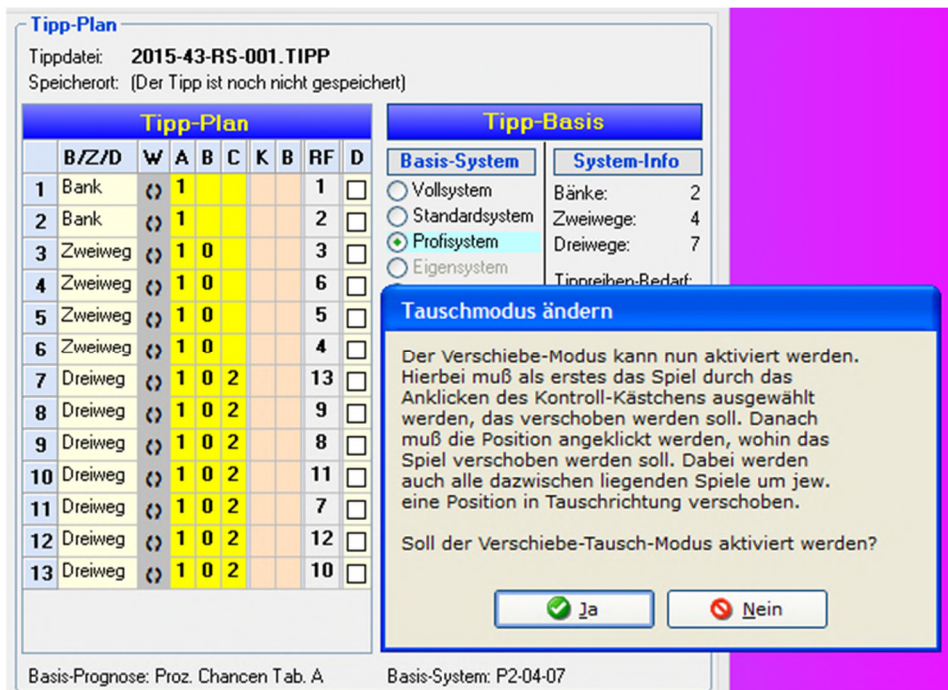 Tipp-Plan
Tippdatei: 2015-43-RS-001.TIPP
Speicherort: (Der Tipp ist noch nicht gespeichert)
Tipp-Plan
B/Z/D W A B C K B RF D
1 Bank 1 1
2 Bank 1 2
3 Zweiweg 1 0 3
4 Zweiweg 1 0 6
5 Zweiweg 1 0 5
6 Zweiweg 1 0 4
7 Dreiweg 1 0 2 13
8 Dreiweg 1 0 2 9
9 Dreiweg 1 0 2 8
10 Dreiweg 1 0 2 11
11 Dreiweg 1 0 2 7
12 Dreiweg 1 0 2 12
13 Dreiweg 1 0 2 10
Tipp-Basis
Basis-System
Vollsystem
Standardsystem
Profisystem
Eigensystem
System-Info
Bänke: 2
Zweiwege: 4
Dreiwege: 7
Tippreihen-Bedarf:
Tauschmodus ändern
Der Verschiebe-Modus kann nun aktiviert werden.
Hierbei muß als erstes das Spiel durch das
Anklicken des Kontroll-Kästchens ausgewählt
werden, das verschoben werden soll. Danach
muß die Position angeklickt werden, wohin das
Spiel verschoben werden soll. Dabei werden
auch alle dazwischen liegenden Spiele um jew.
eine Position in Tauschrichtung verschoben.
Soll der Verschiebe-Tausch-Modus aktiviert werden?
Ja Nein
Basis-Prognose: Proz. Chancen Tab. A Basis-System: P2-04-07